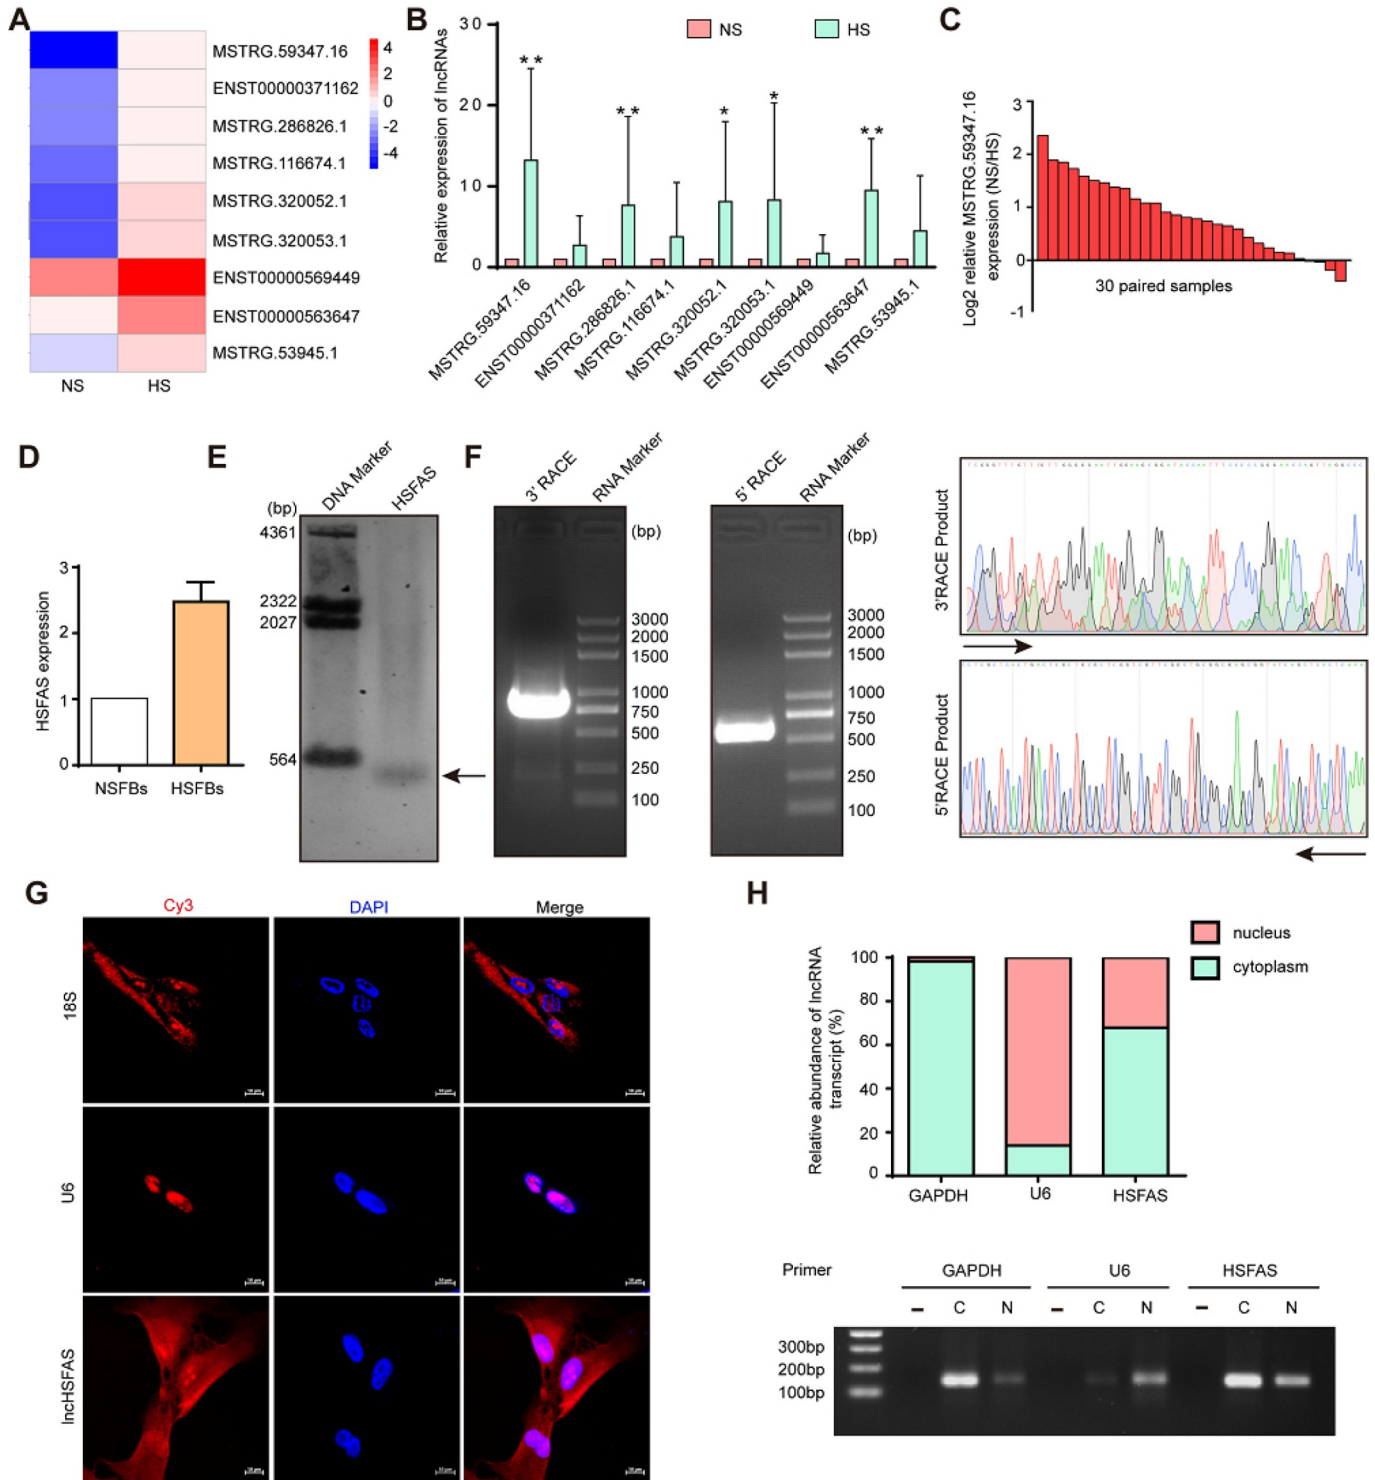 A
MSTRG.59347.16
ENST00000371162
MSTRG.286826.1
MSTRG.116674.1
MSTRG.320052.1
MSTRG.320053.1
ENST00000569449
ENST00000563647
MSTRG.53945.1
NS HS
4
2
0
-2
-4
B
Relative expression of lncRNAs
30
20
10
0
NS HS
** ** * * **
MSTRG.59347.16
ENST00000371162
MSTRG.286826.1
MSTRG.116674.1
MSTRG.320052.1
MSTRG.320053.1
ENST00000569449
ENST00000563647
MSTRG.53945.1
C
Log2 relative MSTRG.59347.16
expression (NS/HS)
3
2
1
0
-1
30 paired samples
D
HSFAS expression
3
2
1
0
NSFBs HSFBs
E
DNA Marker
HSFAS
(bp)
4361
2322
2027
564
F
3' RACE
RNA Marker
(bp)
3000
2000
1500
1000
750
500
250
100
5' RACE
RNA Marker
(bp)
3000
2000
1500
1000
750
500
250
100
3'RACE Product
5'RACE Product
G
Cy3 DAPI Merge
18S
U6
lncHSFAS
H
Relative abundance of lncRNA
transcript (%)
100
80
60
40
20
0
nucleus
cytoplasm
GAPDH U6 HSFAS
Primer GAPDH U6 HSFAS
– C N – C N – C N
300bp
200bp
100bp